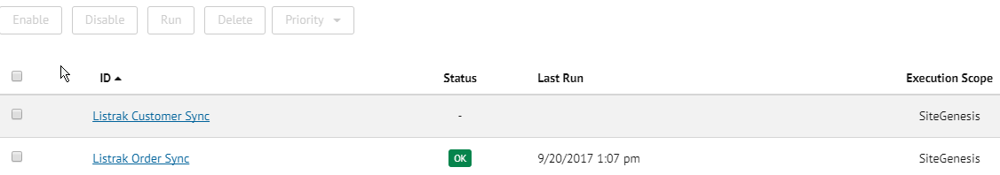 Enable Disable Run Delete Priority
ID Status Last Run Execution Scope
Listrak Customer Sync - SiteGenesis
Listrak Order Sync OK 9/20/2017 1:07 pm SiteGenesis